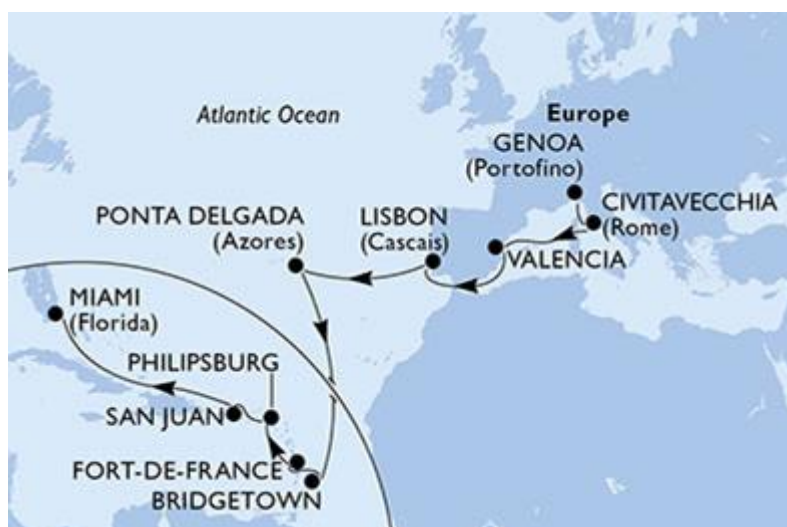 Atlantic Ocean
Europe
GENOA
(Portofino)
CIVITAVECCHIA
(Rome)
PONTA DELGADA
(Azores)
LISBON
(Cascais)
VALENCIA
MIAMI
(Florida)
PHILIPSBURG
SAN JUAN
FORT-DE-FRANCE
BRIDGETOWN